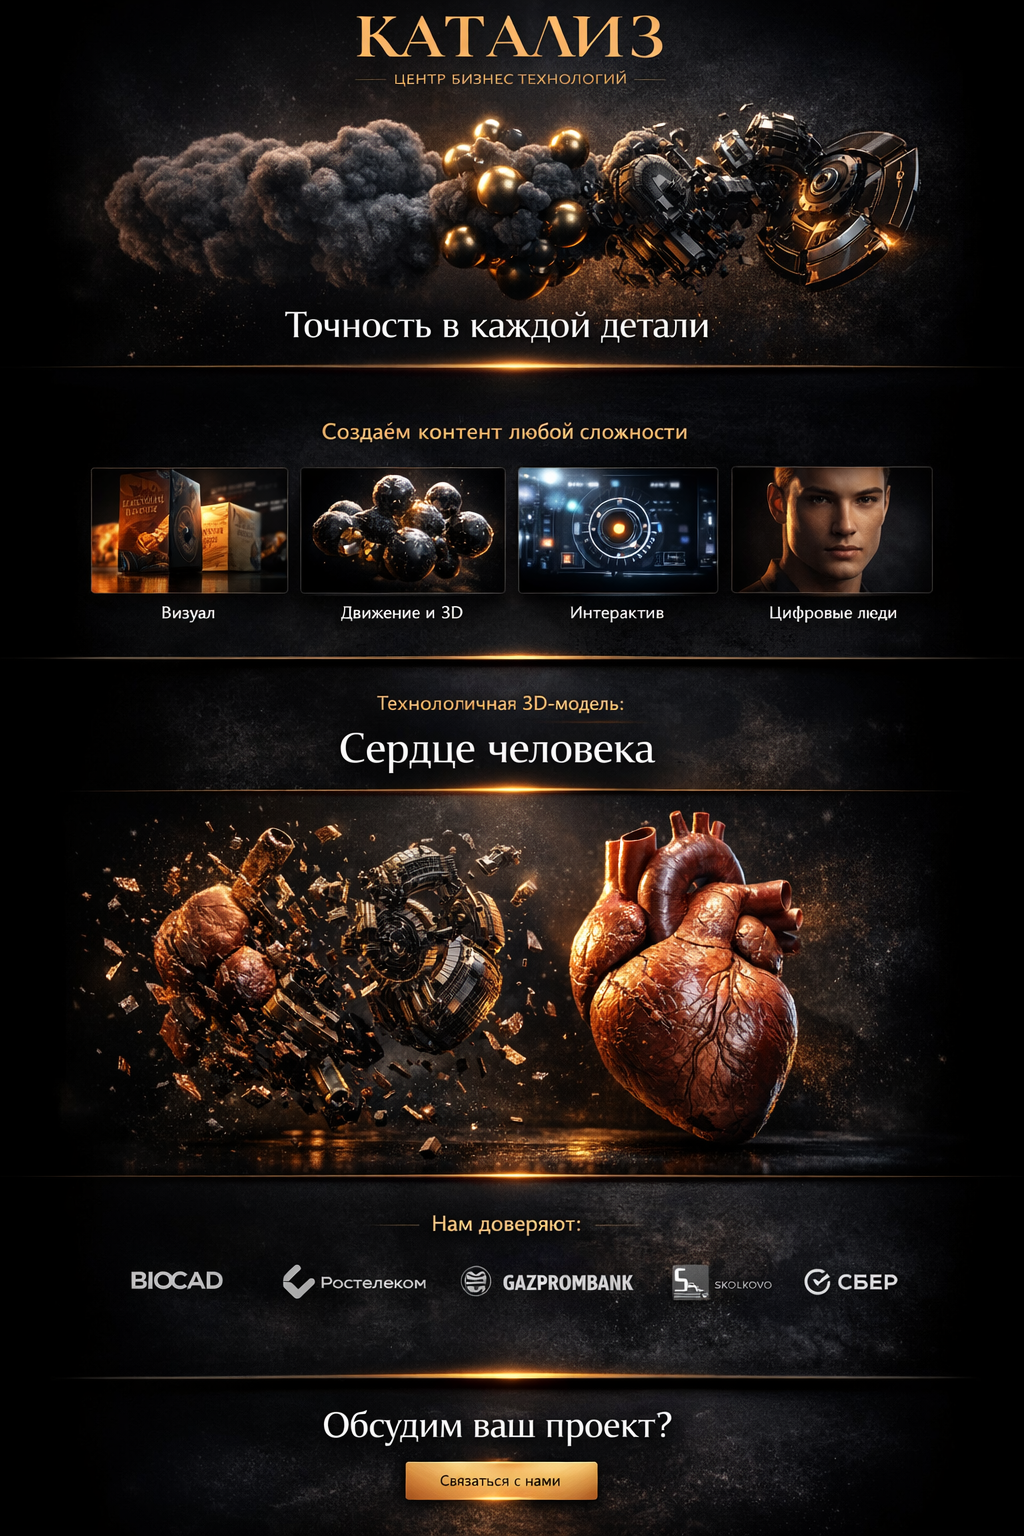 КАТАЛИЗ
ЦЕНТР БИЗНЕС ТЕХНОЛОГИЙ
Точность в каждой детали
Создаём контент любой сложности
Визуал
Движение и 3D
Интерактив
Цифровые леди
Технололичная 3D-модель:
Сердце человека
Нам доверяют:
BIOCAD
Ростелеком
GAZPROMBANK
SKOLKOVO
СБЕР
Обсудим ваш проект?
Связаться с нами